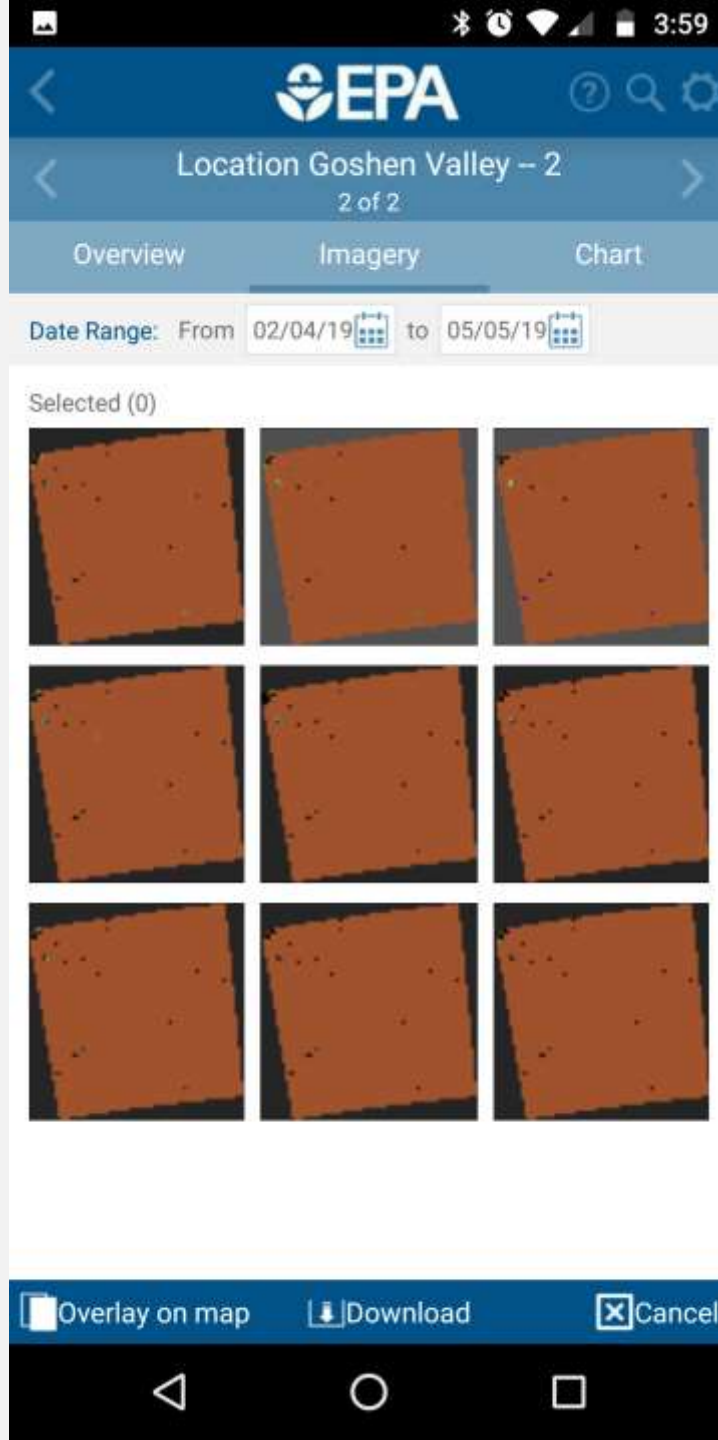 3:59
EPA
Location Goshen Valley – 2
2 of 2
Overview Imagery Chart
Date Range: From 02/04/19 to 05/05/19
Selected (0)
Overlay on map Download Cancel